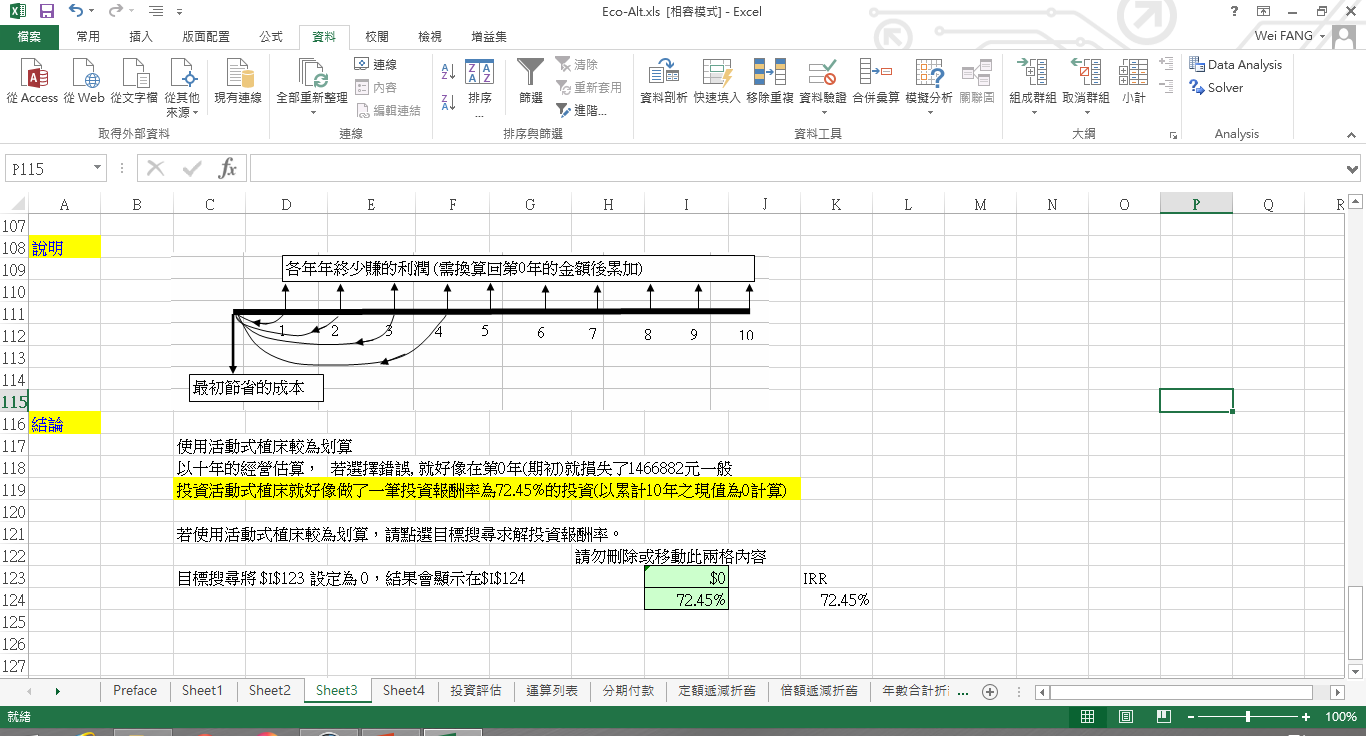 Eco-Alt.xls [相容模式] - Excel
Wei FANG
檔案 常用 插入 版面配置 公式 資料 校閱 檢視 增益集
從 Access 從 Web 從文字檔 從其他來源 現有連線
取得外部資料
全部重新整理 連線 內容 編輯連結
連線
排序... 篩選 清除 重新套用 進階...
排序與篩選
資料剖析 快速填入 移除重複 資料驗證 合併彙算 模擬分析 關聯圖
資料工具
組成群組 取消群組 小計
大綱
Data Analysis
Solver
Analysis
P115
fx
A B C D E F G H I J K L M N O P Q R
107
108 說明
109 各年年終少賺的利潤 (需換算回第0年的金額後累加)
110
111
112 1 2 3 4 5 6 7 8 9 10
113
114
115 最初節省的成本
116 結論
117 使用活動式植床較為划算
118 以十年的經營估算， 若選擇錯誤, 就好像在第0年(期初)就損失了1466882元一般
119 投資活動式植床就好像做了一筆投資報酬率為72.45%的投資(以累計10年之現值為0計算)
120
121 若使用活動式植床較為划算，請點選目標搜尋求解投資報酬率。
122 請勿刪除或移動此兩格內容
123 目標搜尋將 $I$123 設定為 0，結果會顯示在$I$124 $0 IRR
124 72.45% 72.45%
125
126
127
Preface Sheet1 Sheet2 Sheet3 Sheet4 投資評估 運算列表 分期付款 定額遞減折舊 倍額遞減折舊 年數合計折 ...
就緒 100%